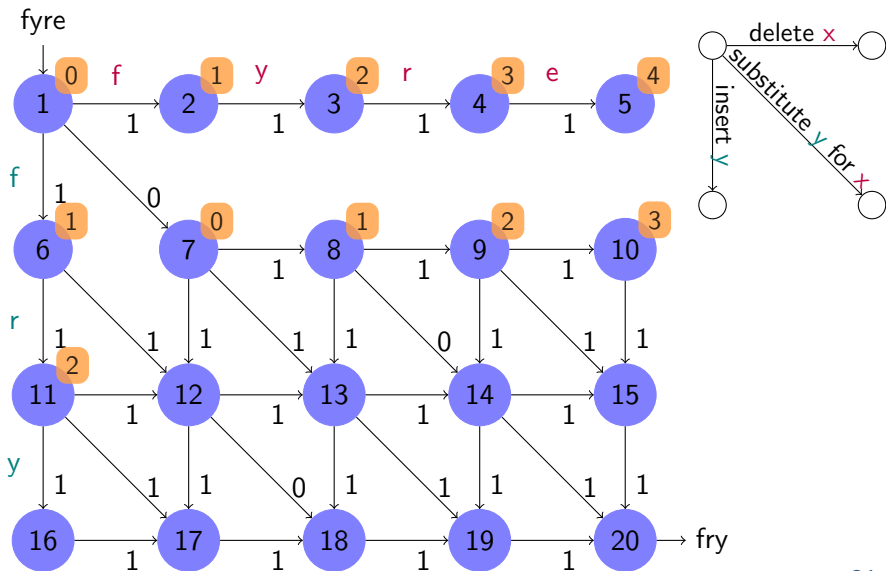 fyre
0 1 2 3 4
f y r e
delete x
1 2 3 4 5
1 1 1 1
substitute y for x
insert y
f 1 0
1 0 1 2 3
6 7 8 9 10
1 1 1
r 1 1 1 1 1 0 1 1 1
2
11 12 13 14 15
1 1 1 1
y 1 1 1 0 1 1 1 1 1
16 17 18 19 20 fry
1 1 1 1